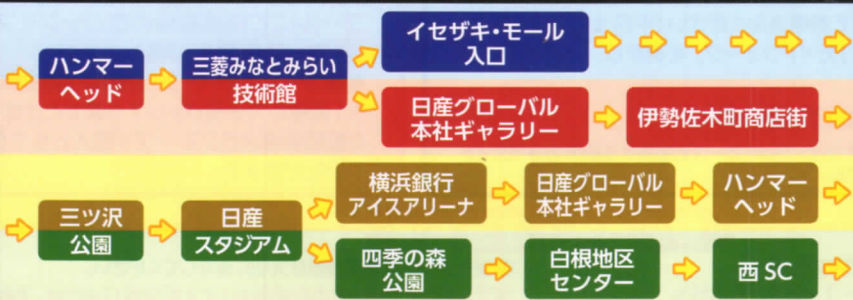 ハンマー
ヘッド
三菱みなとみらい
技術館
イセザキ・モール
入口
日産グローバル
本社ギャラリー
伊勢佐木町商店街
三ツ沢
公園
日産
スタジアム
横浜銀行
アイスアリーナ
日産グローバル
本社ギャラリー
ハンマー
ヘッド
四季の森
公園
白根地区
センター
西 SC